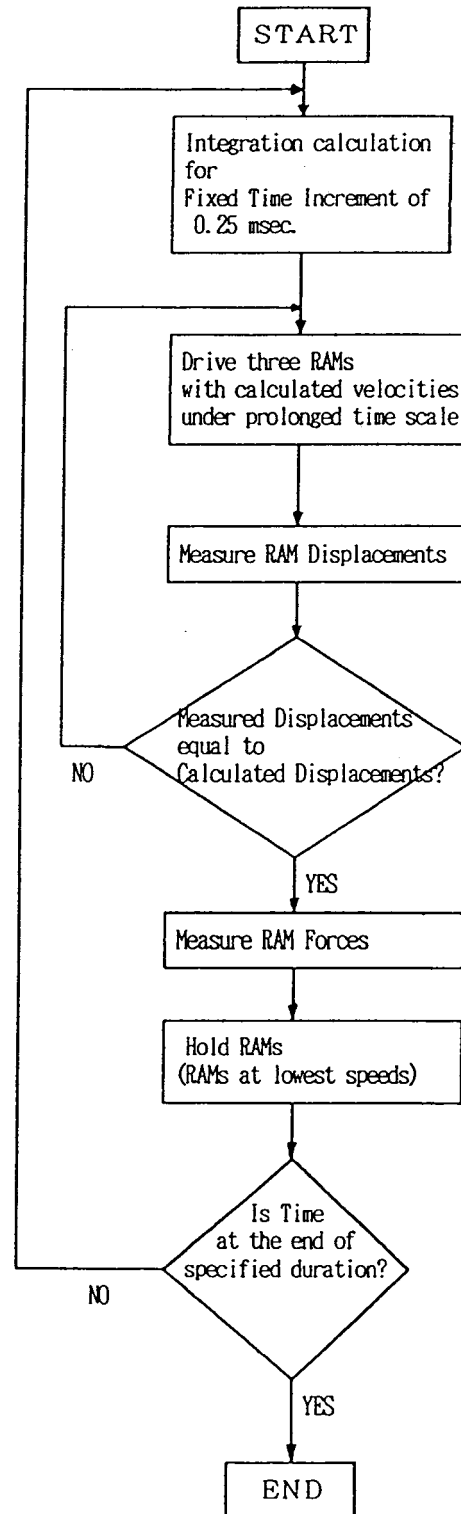 START
Integration calculation
for
Fixed Time Increment of
0.25 msec.
Drive three RAMs
with calculated velocities
under prolonged time scale
Measure RAM Displacements
Measured Displacements
equal to
Calculated Displacements?
NO
YES
Measure RAM Forces
Hold RAMs
(RAMs at lowest speeds)
Is Time
at the end of
specified duration?
NO
YES
END